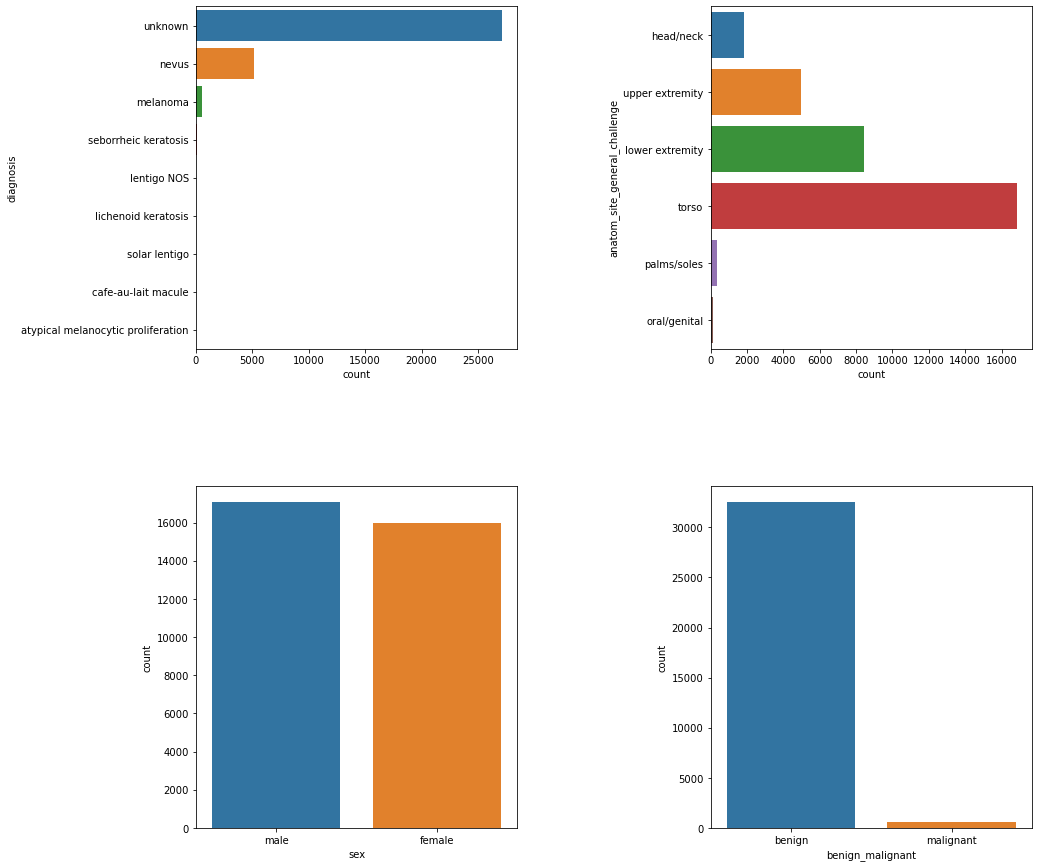 diagnosis
unknown
nevus
melanoma
seborrheic keratosis
lentigo NOS
lichenoid keratosis
solar lentigo
cafe-au-lait macule
atypical melanocytic proliferation
0 5000 10000 15000 20000 25000
count
anatom_site_general_challenge
head/neck
upper extremity
lower extremity
torso
palms/soles
oral/genital
0 2000 4000 6000 8000 10000 12000 14000 16000
count
count
16000
14000
12000
10000
8000
6000
4000
2000
0
male female
sex
count
30000
25000
20000
15000
10000
5000
0
benign malignant
benign_malignant